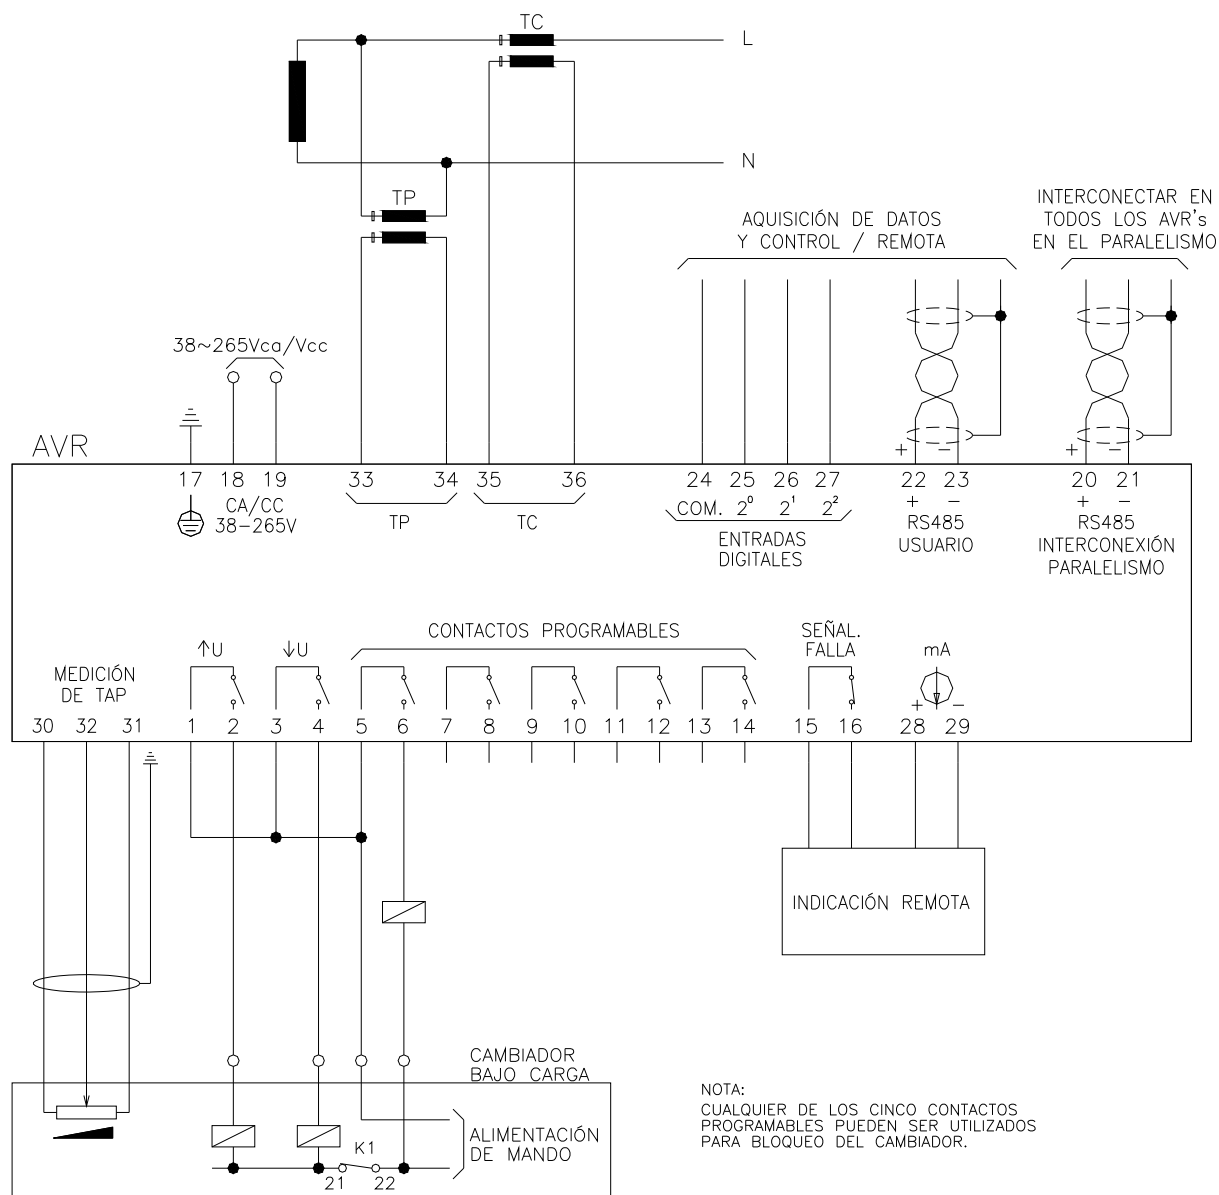 TC
L
N
TP
AQUISICIÓN DE DATOS
Y CONTROL / REMOTA
INTERCONECTAR EN
TODOS LOS AVR's
EN EL PARALELISMO
38~265Vca/Vcc
AVR
+ − + −
17 18 19 33 34 35 36 24 25 26 27 22 23 20 21
CA/CC
38-265V
TP
TC
COM. 2⁰ 2¹ 2²
ENTRADAS
DIGITALES
+ −
RS485
USUARIO
+ −
RS485
INTERCONEXIÓN
PARALELISMO
MEDICIÓN
DE TAP
↑U
↓U
CONTACTOS PROGRAMABLES
SEÑAL.
FALLA
mA
+ −
30 32 31 1 2 3 4 5 6 7 8 9 10 11 12 13 14 15 16 28 29
INDICACIÓN REMOTA
CAMBIADOR
BAJO CARGA
ALIMENTACIÓN
DE MANDO
K1
21 22
NOTA:
CUALQUIER DE LOS CINCO CONTACTOS
PROGRAMABLES PUEDEN SER UTILIZADOS
PARA BLOQUEO DEL CAMBIADOR.